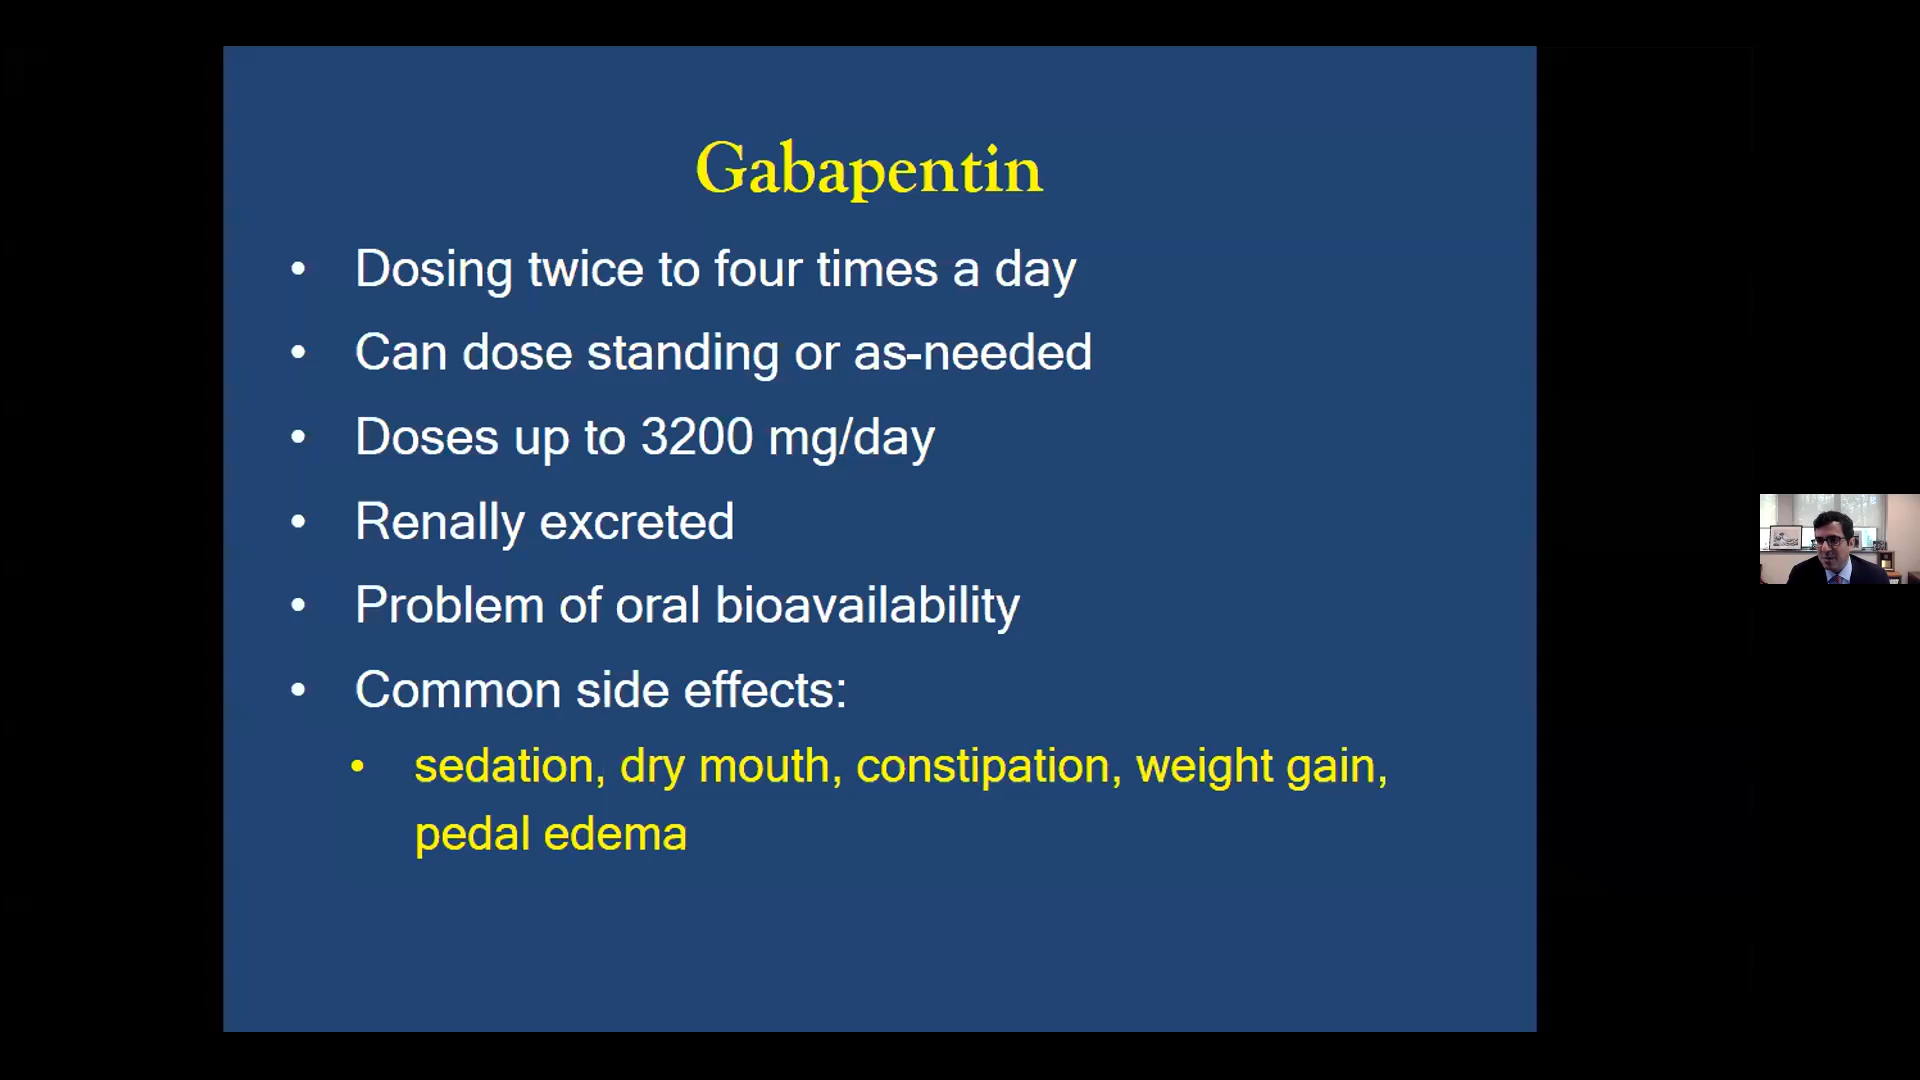 Gabapentin
• Dosing twice to four times a day
• Can dose standing or as-needed
• Doses up to 3200 mg/day
• Renally excreted
• Problem of oral bioavailability
• Common side effects:
• sedation, dry mouth, constipation, weight gain,
pedal edema